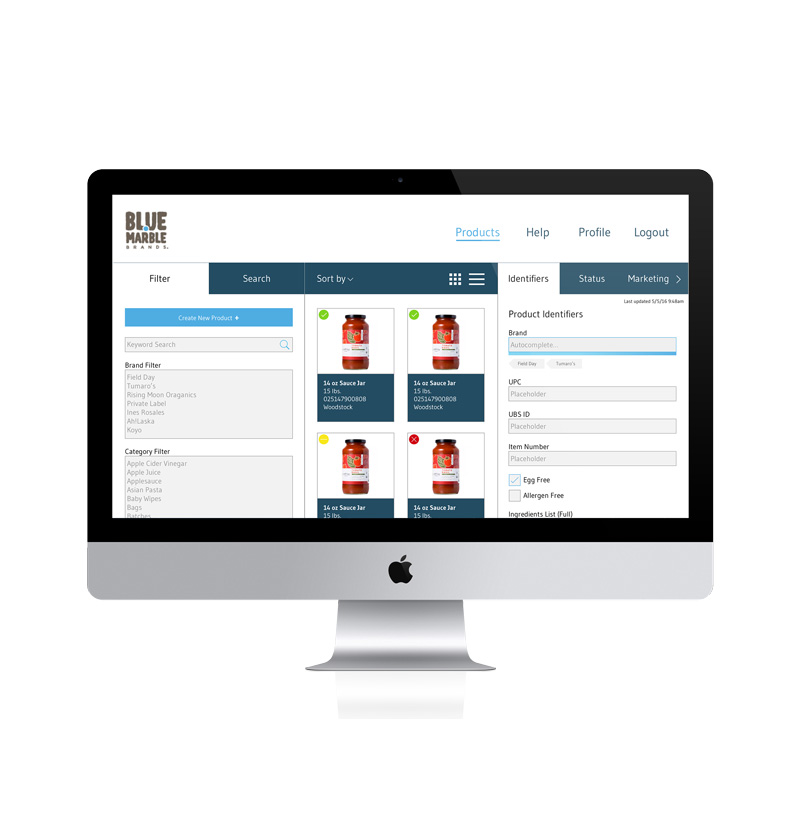 BLUE
MARBLE
BRANDS
Products
Help
Profile
Logout
Filter
Search
Sort by
Identifiers
Status
Marketing
Create New Product +
Keyword Search
Brand Filter
Field Day
Tumaro's
Rising Moon Oraganics
Private Label
Ines Rosales
Ah!Laska
Koyo
Category Filter
Apple Cider Vinegar
Apple Juice
Applesauce
Asian Pasta
Baby Wipes
Bags
Batches
14 oz Sauce Jar
15 lbs.
025147900808
Woodstock
14 oz Sauce Jar
15 lbs.
025147900808
Woodstock
14 oz Sauce Jar
15 lbs.
14 oz Sauce Jar
15 lbs.
Last updated 5/5/16 9:48am
Product Identifiers
Brand
Autocomplete...
Field Day
Tumaro's
UPC
Placeholder
UBS ID
Placeholder
Item Number
Placeholder
Egg Free
Allergen Free
Ingredients List (Full)